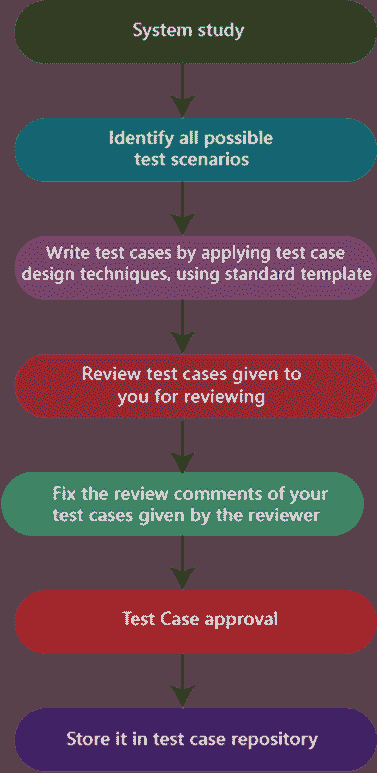 System study
Identify all possible
test scenarios
Write test cases by applying test case
design techniques, using standard template
Review test cases given to
you for reviewing
Fix the review comments of your
test cases given by the reviewer
Test Case approval
Store it in test case repository